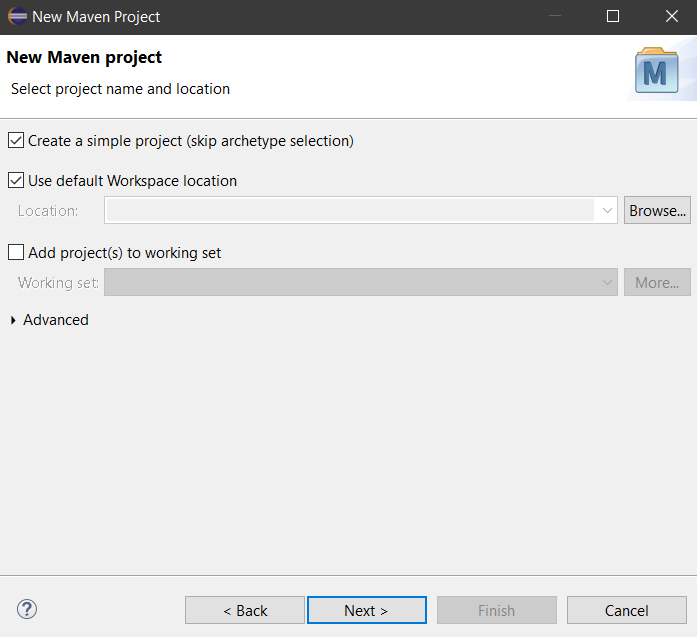 New Maven Project
New Maven project
Select project name and location
M
Create a simple project (skip archetype selection)
Use default Workspace location
Location:
Browse...
Add project(s) to working set
Working set:
More...
Advanced
?
< Back
Next >
Finish
Cancel